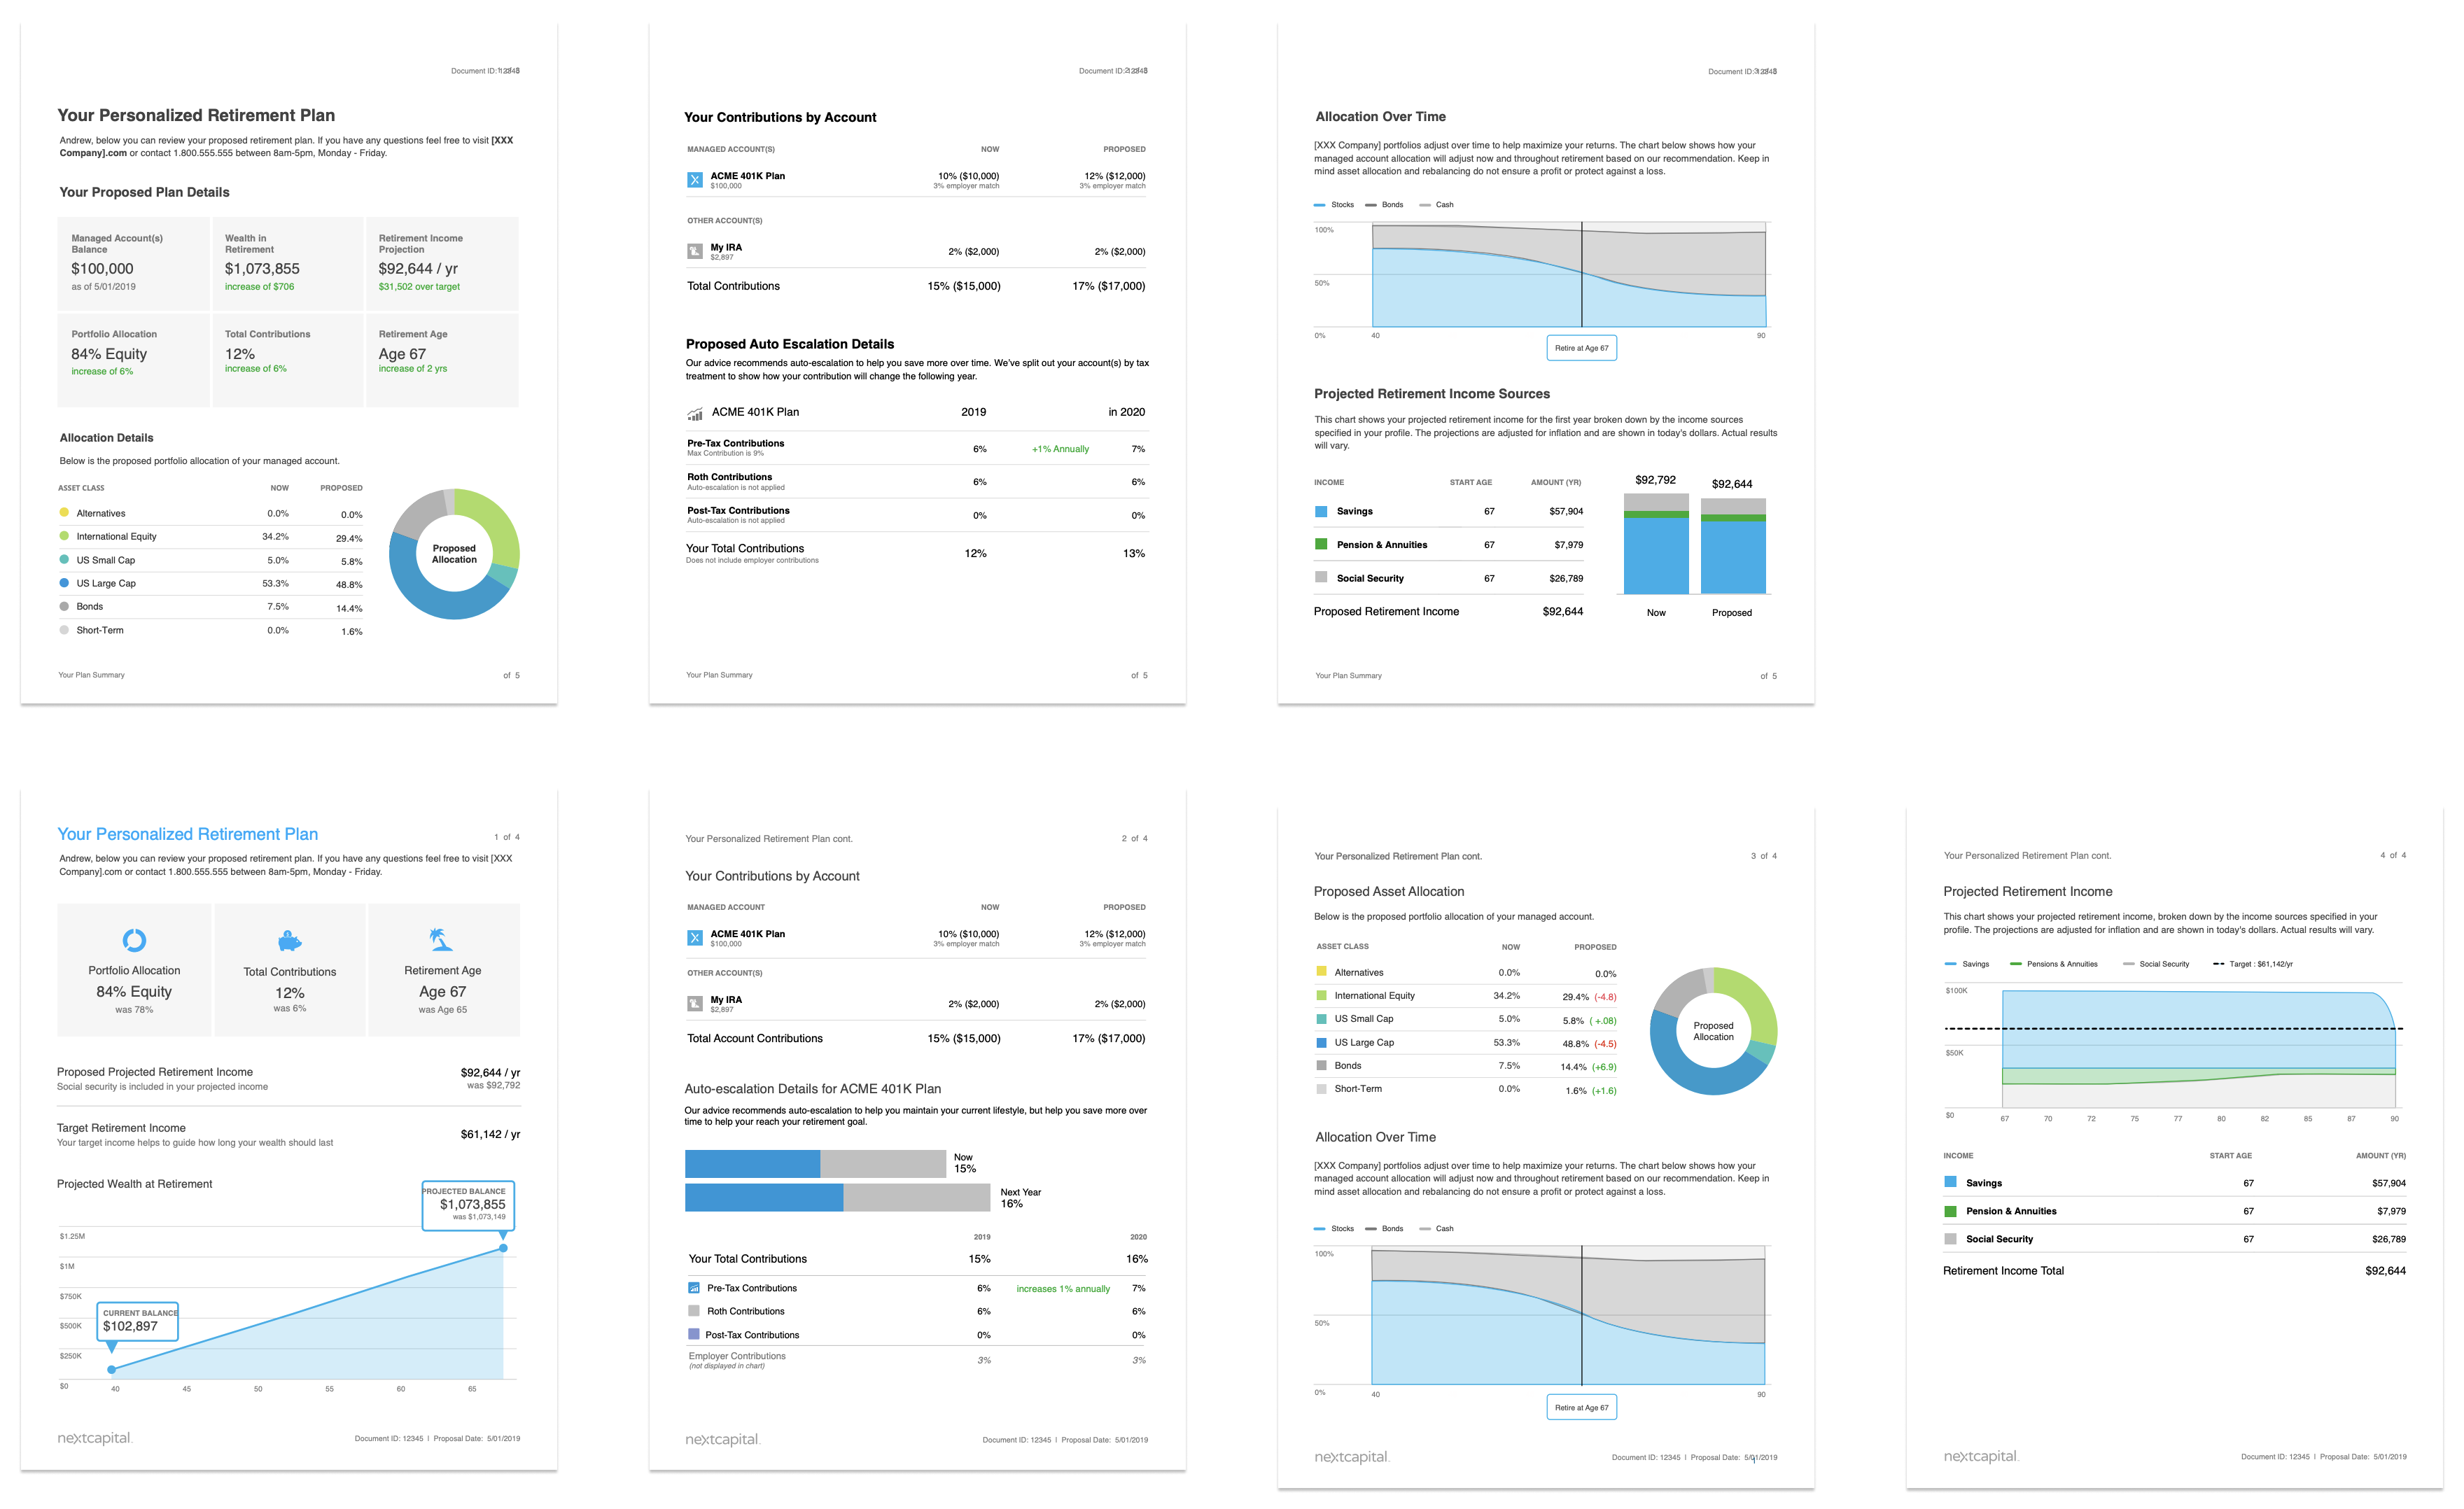 Document ID:
Your Personalized Retirement Plan
Andrew, below you can review your proposed retirement plan. If you have any questions feel free to visit [XXX
Company].com or contact 1.800.555.555 between 8am-5pm, Monday - Friday.
Your Proposed Plan Details
Managed Account(s)
Balance
$100,000
as of 5/01/2019
Wealth in
Retirement
$1,073,855
increase of $706
Retirement Income
Projection
$92,644 / yr
$31,502 over target
Portfolio Allocation
84% Equity
increase of 6%
Total Contributions
12%
increase of 6%
Retirement Age
Age 67
increase of 2 yrs
Allocation Details
Below is the proposed portfolio allocation of your managed account.
ASSET CLASS NOW PROPOSED
Alternatives 0.0% 0.0%
International Equity 34.2% 29.4%
US Small Cap 5.0% 5.8%
US Large Cap 53.3% 48.8%
Bonds 7.5% 14.4%
Short-Term 0.0% 1.6%
Proposed
Allocation
Your Plan Summary of 5
Document ID:
Your Contributions by Account
MANAGED ACCOUNT(S) NOW PROPOSED
ACME 401K Plan 10% ($10,000) 12% ($12,000)
$100,000 3% employer match 3% employer match
OTHER ACCOUNT(S)
My IRA 2% ($2,000) 2% ($2,000)
$2,897
Total Contributions 15% ($15,000) 17% ($17,000)
Proposed Auto Escalation Details
Our advice recommends auto-escalation to help you save more over time. We've split out your account(s) by tax
treatment to show how your contribution will change the following year.
ACME 401K Plan 2019 in 2020
Pre-Tax Contributions 6% +1% Annually 7%
Max Contribution is 9%
Roth Contributions 6% 6%
Auto-escalation is not applied
Post-Tax Contributions 0% 0%
Auto-escalation is not applied
Your Total Contributions 12% 13%
Does not include employer contributions
Your Plan Summary of 5
Document ID:
Allocation Over Time
[XXX Company] portfolios adjust over time to help maximize your returns. The chart below shows how your
managed account allocation will adjust now and throughout retirement based on our recommendation. Keep in
mind asset allocation and rebalancing do not ensure a profit or protect against a loss.
Stocks Bonds Cash
100%
50%
0% 40 90
Retire at Age 67
Projected Retirement Income Sources
This chart shows your projected retirement income for the first year broken down by the income sources
specified in your profile. The projections are adjusted for inflation and are shown in today's dollars. Actual results
will vary.
INCOME START AGE AMOUNT (YR)
Savings 67 $57,904
Pension & Annuities 67 $7,979
Social Security 67 $26,789
Proposed Retirement Income $92,644
$92,792 $92,644
Now Proposed
Your Plan Summary of 5
Your Personalized Retirement Plan 1 of 4
Andrew, below you can review your proposed retirement plan. If you have any questions feel free to visit [XXX
Company].com or contact 1.800.555.555 between 8am-5pm, Monday - Friday.
Portfolio Allocation
84% Equity
was 78%
Total Contributions
12%
was 6%
Retirement Age
Age 67
was Age 65
Proposed Projected Retirement Income $92,644 / yr
Social security is included in your projected income was $92,792
Target Retirement Income $61,142 / yr
Your target income helps to guide how long your wealth should last
Projected Wealth at Retirement
PROJECTED BALANCE
$1,073,855
was $1,073,149
$1.25M
$1M
$750K
CURRENT BALANCE
$102,897
$500K
$250K
$0 40 45 50 55 60 65
nextcapital. Document ID: 12345 | Proposal Date: 5/01/2019
Your Personalized Retirement Plan cont. 2 of 4
Your Contributions by Account
MANAGED ACCOUNT NOW PROPOSED
ACME 401K Plan 10% ($10,000) 12% ($12,000)
$100,000 3% employer match 3% employer match
OTHER ACCOUNT(S)
My IRA 2% ($2,000) 2% ($2,000)
$2,897
Total Account Contributions 15% ($15,000) 17% ($17,000)
Auto-escalation Details for ACME 401K Plan
Our advice recommends auto-escalation to help you maintain your current lifestyle, but help you save more over
time to help your reach your retirement goal.
Now
15%
Next Year
16%
2019 2020
Your Total Contributions 15% 16%
Pre-Tax Contributions 6% increases 1% annually 7%
Roth Contributions 6% 6%
Post-Tax Contributions 0% 0%
Employer Contributions 3% 3%
(not displayed in chart)
nextcapital. Document ID: 12345 | Proposal Date: 5/01/2019
Your Personalized Retirement Plan cont. 3 of 4
Proposed Asset Allocation
Below is the proposed portfolio allocation of your managed account.
ASSET CLASS NOW PROPOSED
Alternatives 0.0% 0.0%
International Equity 34.2% 29.4% (-4.8)
US Small Cap 5.0% 5.8% ( +.08)
US Large Cap 53.3% 48.8% (-4.5)
Bonds 7.5% 14.4% (+6.9)
Short-Term 0.0% 1.6% (+1.6)
Proposed
Allocation
Allocation Over Time
[XXX Company] portfolios adjust over time to help maximize your returns. The chart below shows how your
managed account allocation will adjust now and throughout retirement based on our recommendation. Keep in
mind asset allocation and rebalancing do not ensure a profit or protect against a loss.
Stocks Bonds Cash
100%
50%
0% 40 90
Retire at Age 67
nextcapital. Document ID: 12345 | Proposal Date: 5/01/2019
Your Personalized Retirement Plan cont. 4 of 4
Projected Retirement Income
This chart shows your projected retirement income, broken down by the income sources specified in your
profile. The projections are adjusted for inflation and are shown in today's dollars. Actual results will vary.
Savings Pensions & Annuities Social Security Target : $61,142/yr
$100K
$50K
$0 67 70 72 75 77 80 82 85 87 90
INCOME START AGE AMOUNT (YR)
Savings 67 $57,904
Pension & Annuities 67 $7,979
Social Security 67 $26,789
Retirement Income Total $92,644
nextcapital. Document ID: 12345 | Proposal Date: 5/01/2019